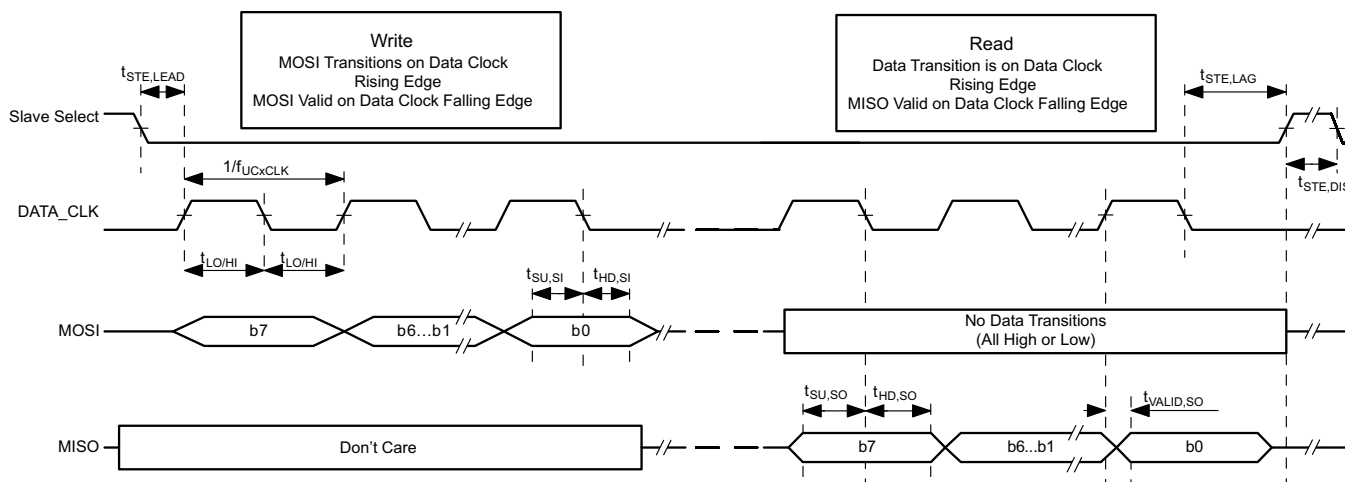 Write
MOSI Transitions on Data Clock
Rising Edge
MOSI Valid on Data Clock Falling Edge
Read
Data Transition is on Data Clock
Rising Edge
MISO Valid on Data Clock Falling Edge
tSTE,LEAD
tSTE,LAG
Slave Select
1/fUCxCLK
tSTE,DIS
DATA_CLK
tLO/HI
tLO/HI
tSU,SI
tHD,SI
MOSI
b7
b6...b1
b0
No Data Transitions
(All High or Low)
tSU,SO
tHD,SO
tVALID,SO
MISO
Don't Care
b7
b6...b1
b0